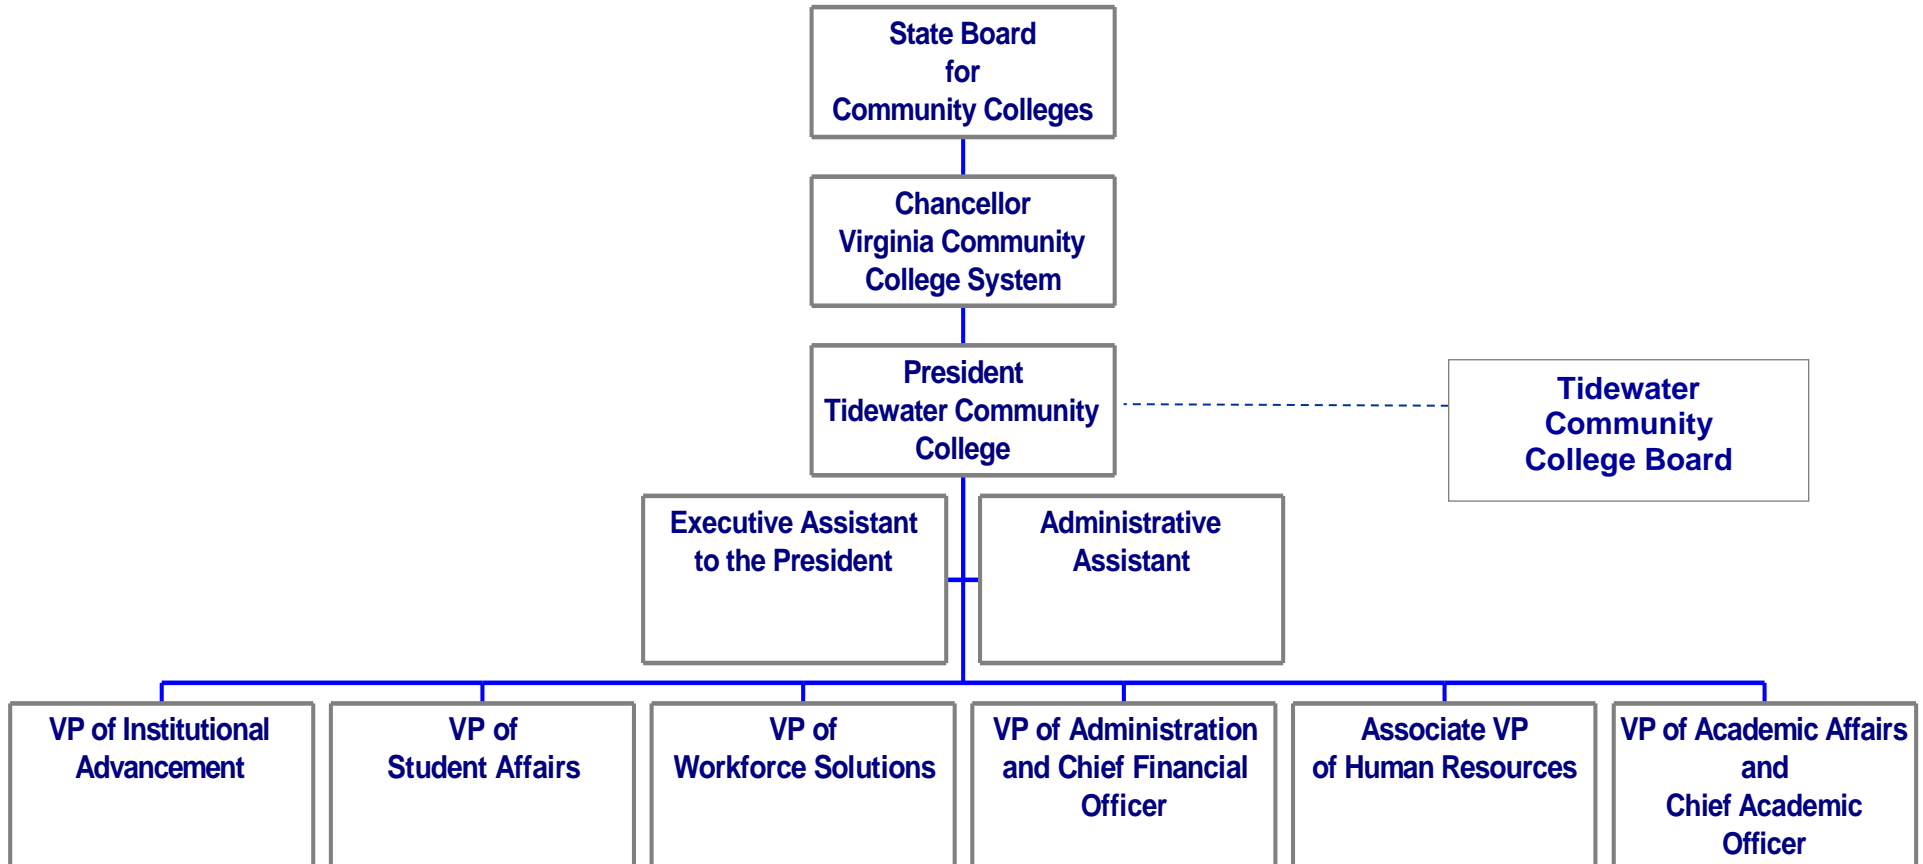 State Board
for
Community Colleges
Chancellor
Virginia Community
College System
President
Tidewater Community
College
Tidewater
Community
College Board
Executive Assistant
to the President
Administrative
Assistant
VP of Institutional
Advancement
VP of
Student Affairs
VP of
Workforce Solutions
VP of Administration
and Chief Financial
Officer
Associate VP
of Human Resources
VP of Academic Affairs
and
Chief Academic
Officer